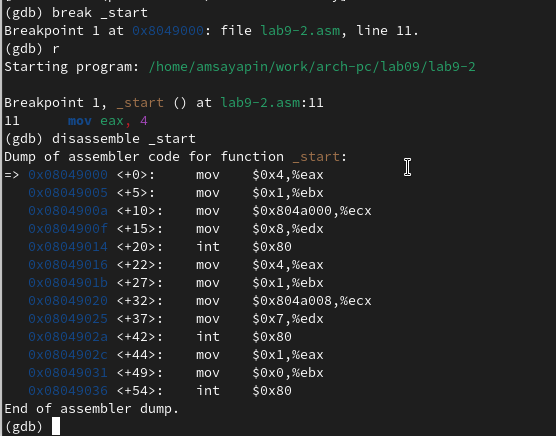 (gdb) break _start
Breakpoint 1 at 0x8049000: file lab9-2.asm, line 11.
(gdb) r
Starting program: /home/amsayapin/work/arch-pc/lab09/lab9-2
Breakpoint 1, _start () at lab9-2.asm:11
11 mov eax, 4
(gdb) disassemble _start
Dump of assembler code for function _start:
=> 0x08049000 <+0>: mov $0x4,%eax
0x08049005 <+5>: mov $0x1,%ebx
0x0804900a <+10>: mov $0x804a000,%ecx
0x0804900f <+15>: mov $0x8,%edx
0x08049014 <+20>: int $0x80
0x08049016 <+22>: mov $0x4,%eax
0x0804901b <+27>: mov $0x1,%ebx
0x08049020 <+32>: mov $0x804a008,%ecx
0x08049025 <+37>: mov $0x7,%edx
0x0804902a <+42>: int $0x80
0x0804902c <+44>: mov $0x1,%eax
0x08049031 <+49>: mov $0x0,%ebx
0x08049036 <+54>: int $0x80
End of assembler dump.
(gdb)